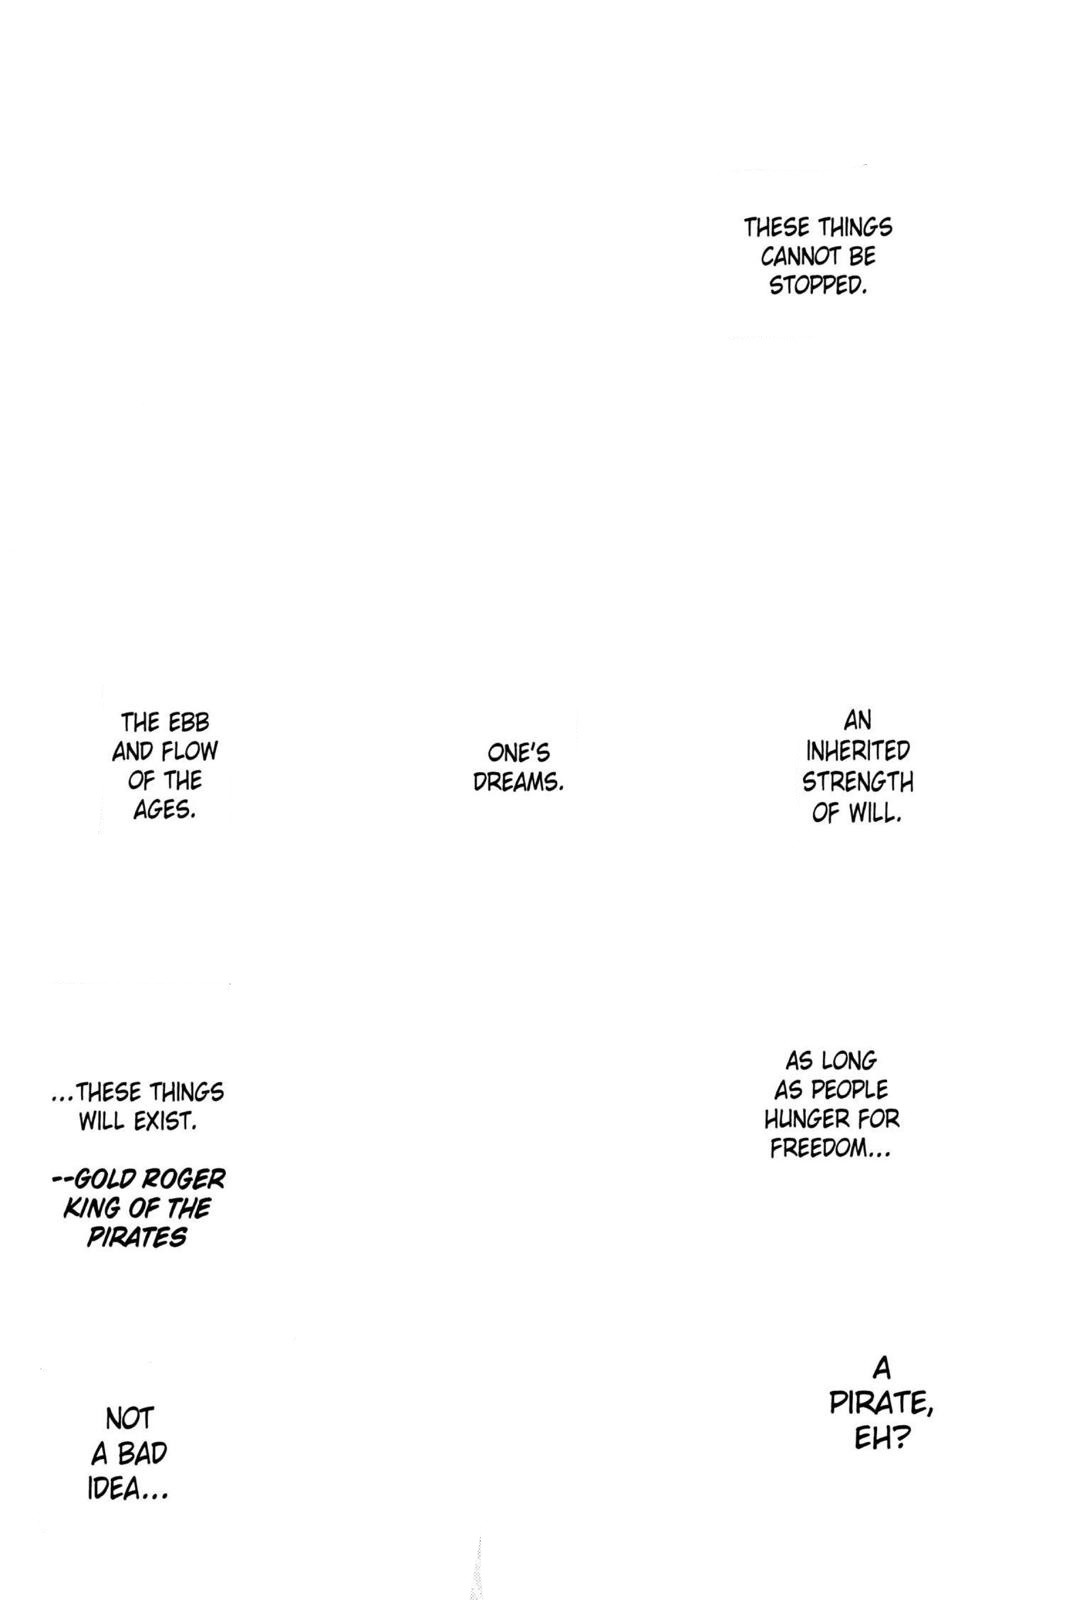 THESE THINGS
CANNOT BE
STOPPED.
AN
INHERITED
STRENGTH
OF WILL.
ONE'S
DREAMS.
THE EBB
AND FLOW
OF THE
AGES.
AS LONG
AS PEOPLE
HUNGER FOR
FREEDOM...
...THESE THINGS
WILL EXIST.
--GOLD ROGER
KING OF THE
PIRATES
A
PIRATE,
EH?
NOT
A BAD
IDEA...